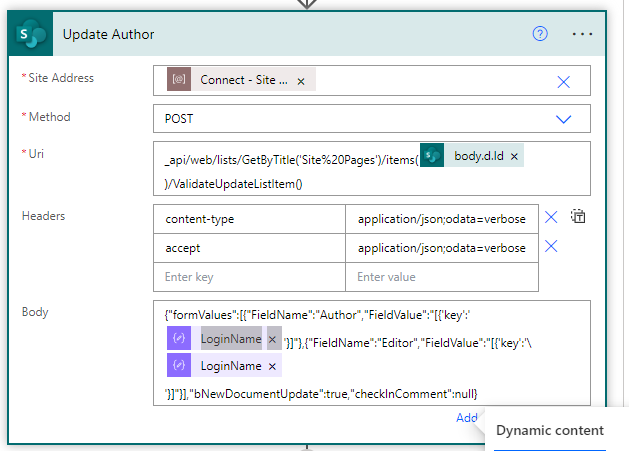 Update Author
* Site Address
Connect - Site ... ×
* Method
POST
* Uri
_api/web/lists/GetByTitle('Site%20Pages')/items( body.d.Id ×
)/ValidateUpdateListItem()
Headers
content-type application/json;odata=verbose
accept application/json;odata=verbose
Enter key Enter value
Body
{"formValues":[{"FieldName":"Author","FieldValue":"[{'key':'
LoginName × '}]"},{"FieldName":"Editor","FieldValue":"[{'key':'\
LoginName ×
'}]"}],"bNewDocumentUpdate":true,"checkInComment":null}
Add
Dynamic content